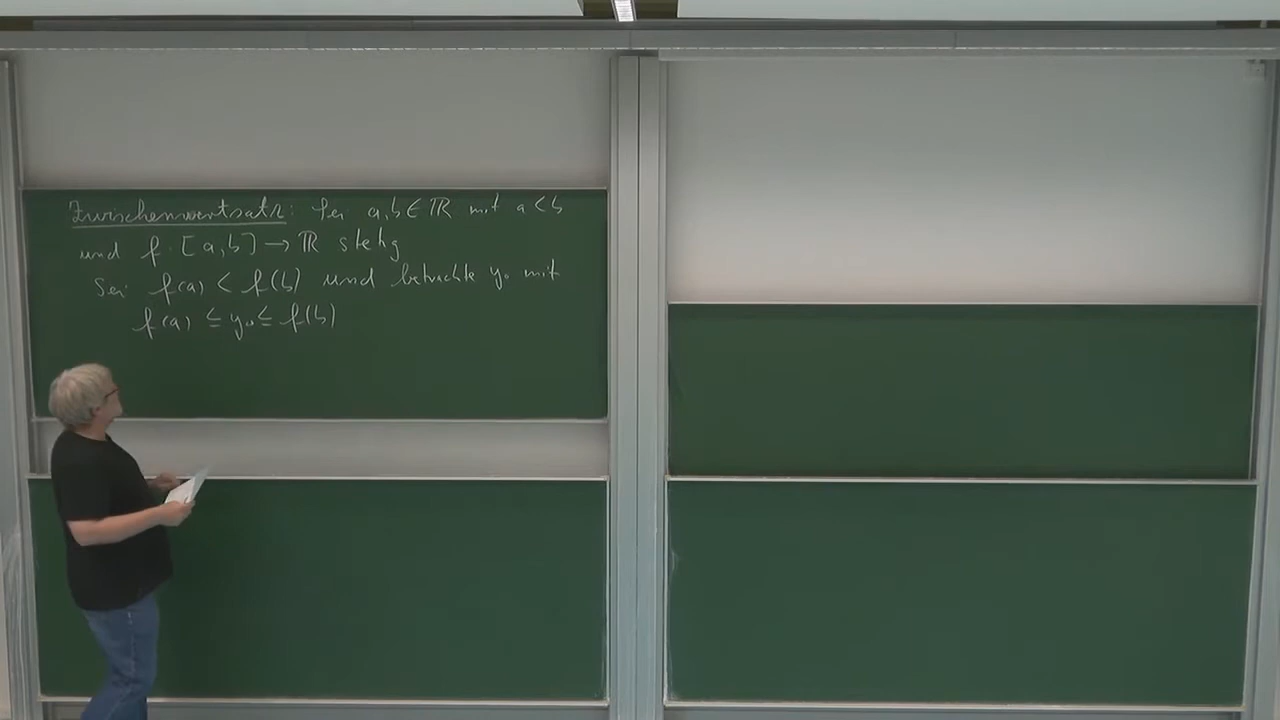 Zwischenwertsatz: Sei a, b ∈ ℝ mit a < b
und f: [a, b] → ℝ stetig
Sei f(a) < f(b) und betrachte y₀ mit
f(a) ≤ y₀ ≤ f(b)